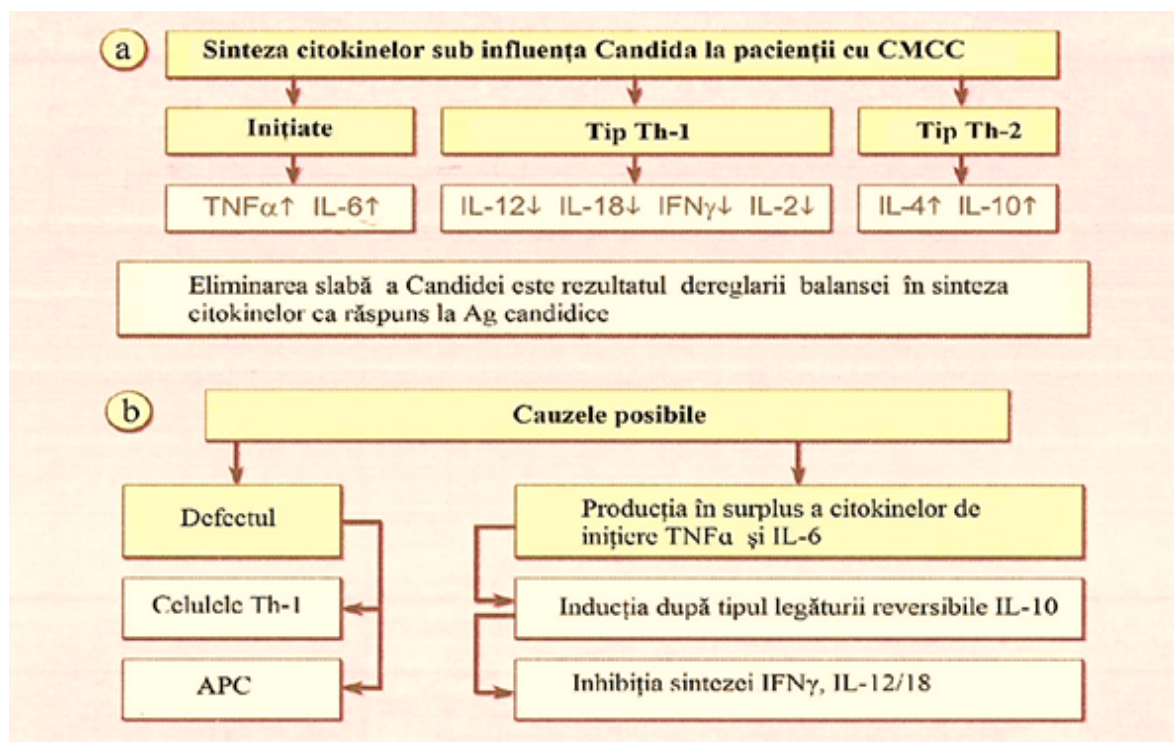 a
Sinteza citokinelor sub influența Candida la pacienții cu CMCC
Inițiate
Tip Th-1
Tip Th-2
TNFα↑ IL-6↑
IL-12↓ IL-18↓ IFNγ↓ IL-2↓
IL-4↑ IL-10↑
Eliminarea slabă a Candidei este rezultatul dereglarii balansei în sinteza
citokinelor ca răspuns la Ag candidice
b
Cauzele posibile
Defectul
Celulele Th-1
APC
Producția în surplus a citokinelor de
inițiere TNFα și IL-6
Inducția după tipul legăturii reversibile IL-10
Inhibiția sintezei IFNγ, IL-12/18